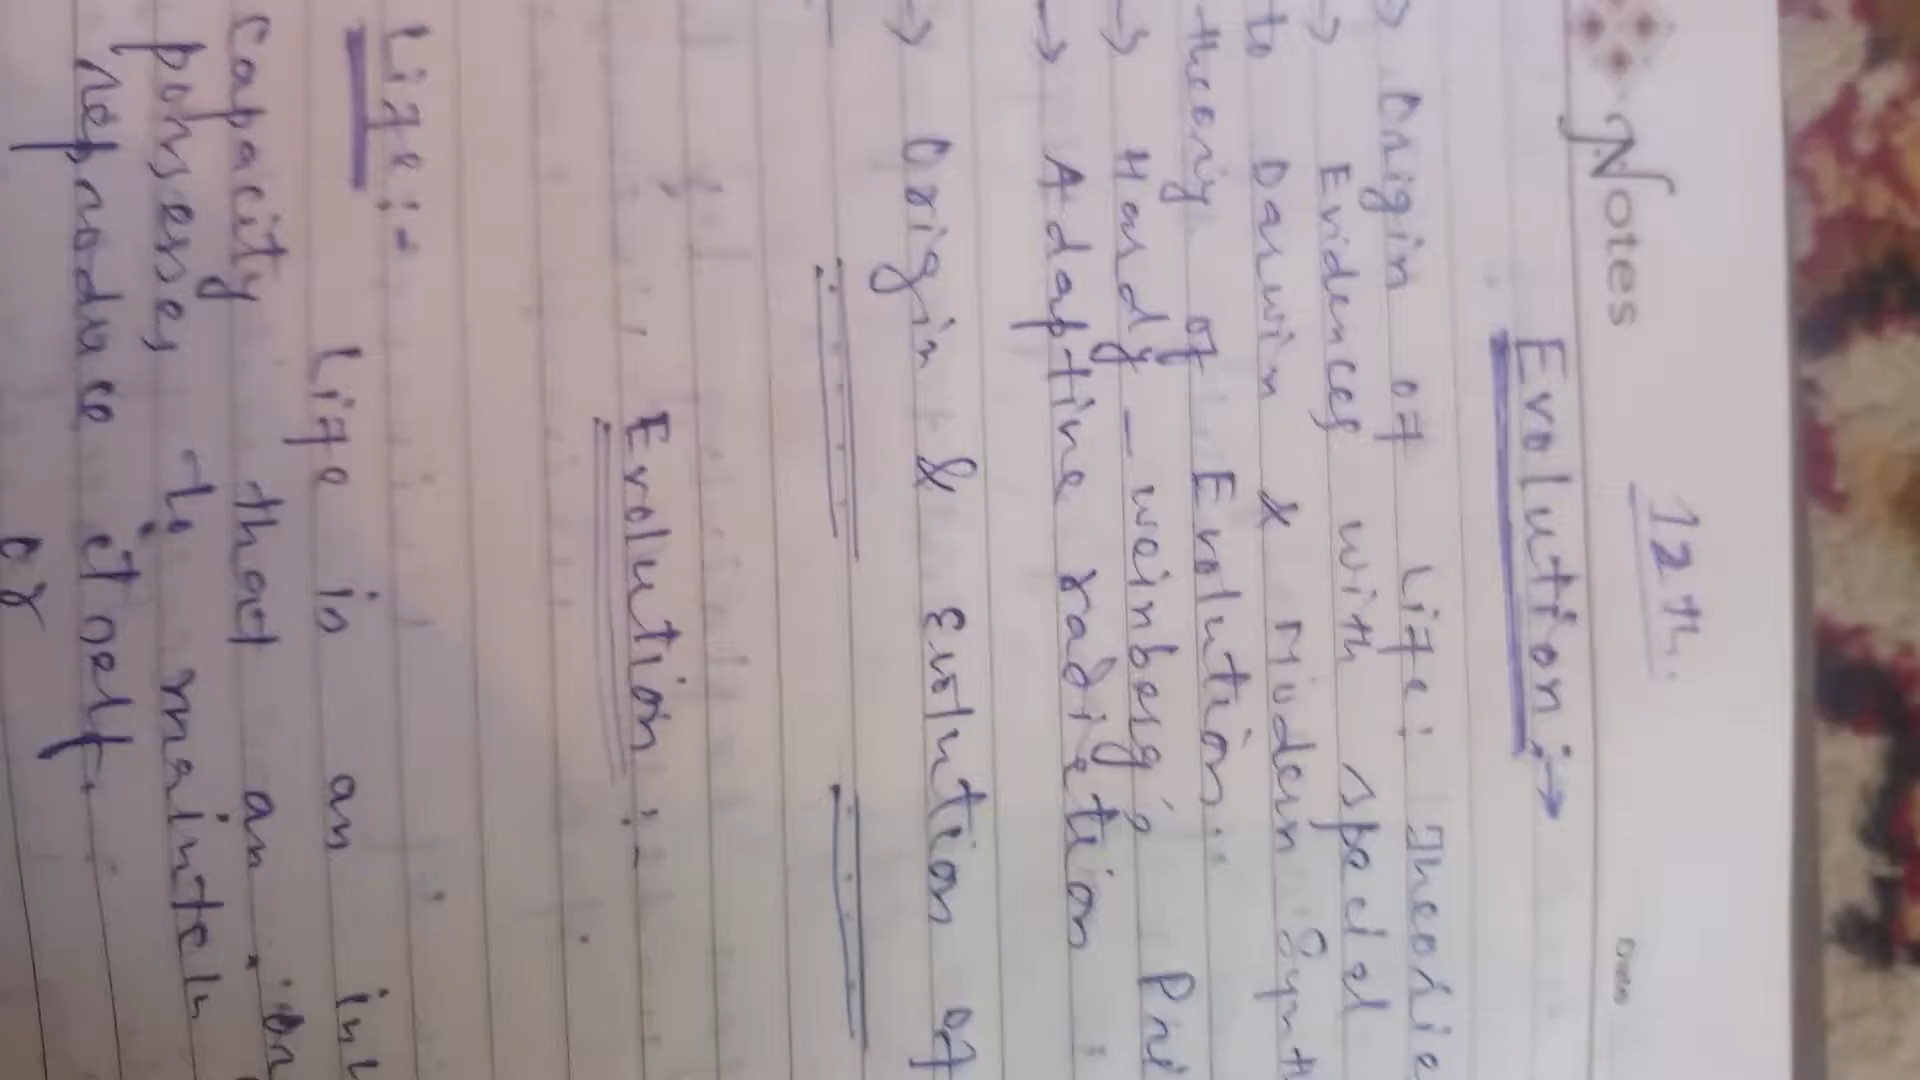 Notes 12th. Date
Evolution:→
→ Origin of Life: Theorie
→ Evidences with special
to Darwin & Modern Synth
theory of Evolution.
→ Hardy - weinberg's Pri
→ Adaptive radiation
→ Origin & Evolution of
Evolution :-
Life:-
Life is an inh
capacity that an on
possesses to maintain
reproduce itself.
or